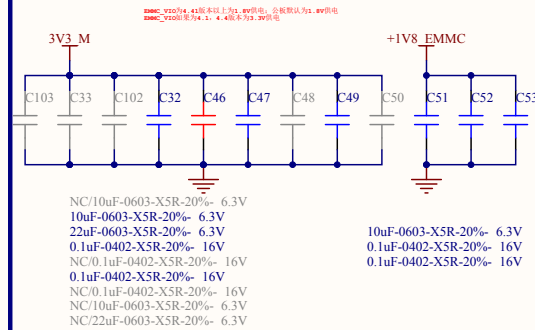 EMMC_VIO为4.41版本以上为1.8V供电；公板默认为1.8V供电
EMMC_VIO如果为4.1，4.4版本为3.3V供电
3V3_M
+1V8_EMMC
C103 C33 C102 C32 C46 C47 C48 C49 C50 C51 C52 C53
NC/10uF-0603-X5R-20%- 6.3V
10uF-0603-X5R-20%- 6.3V
22uF-0603-X5R-20%- 6.3V
0.1uF-0402-X5R-20%- 16V
NC/0.1uF-0402-X5R-20%- 16V
0.1uF-0402-X5R-20%- 16V
NC/0.1uF-0402-X5R-20%- 16V
NC/10uF-0603-X5R-20%- 6.3V
NC/22uF-0603-X5R-20%- 6.3V
10uF-0603-X5R-20%- 6.3V
0.1uF-0402-X5R-20%- 16V
0.1uF-0402-X5R-20%- 16V